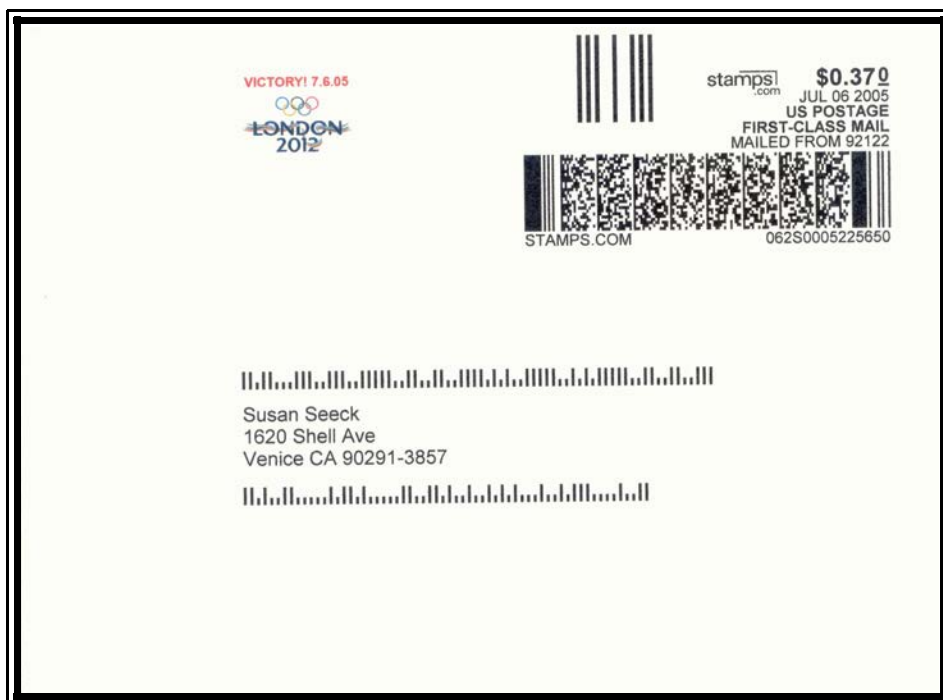 VICTORY! 7.6.05
LONDON
2012
stamps
.com
$0.370
JUL 06 2005
US POSTAGE
FIRST-CLASS MAIL
MAILED FROM 92122
STAMPS.COM 062S0005225650
Susan Seeck
1620 Shell Ave
Venice CA 90291-3857